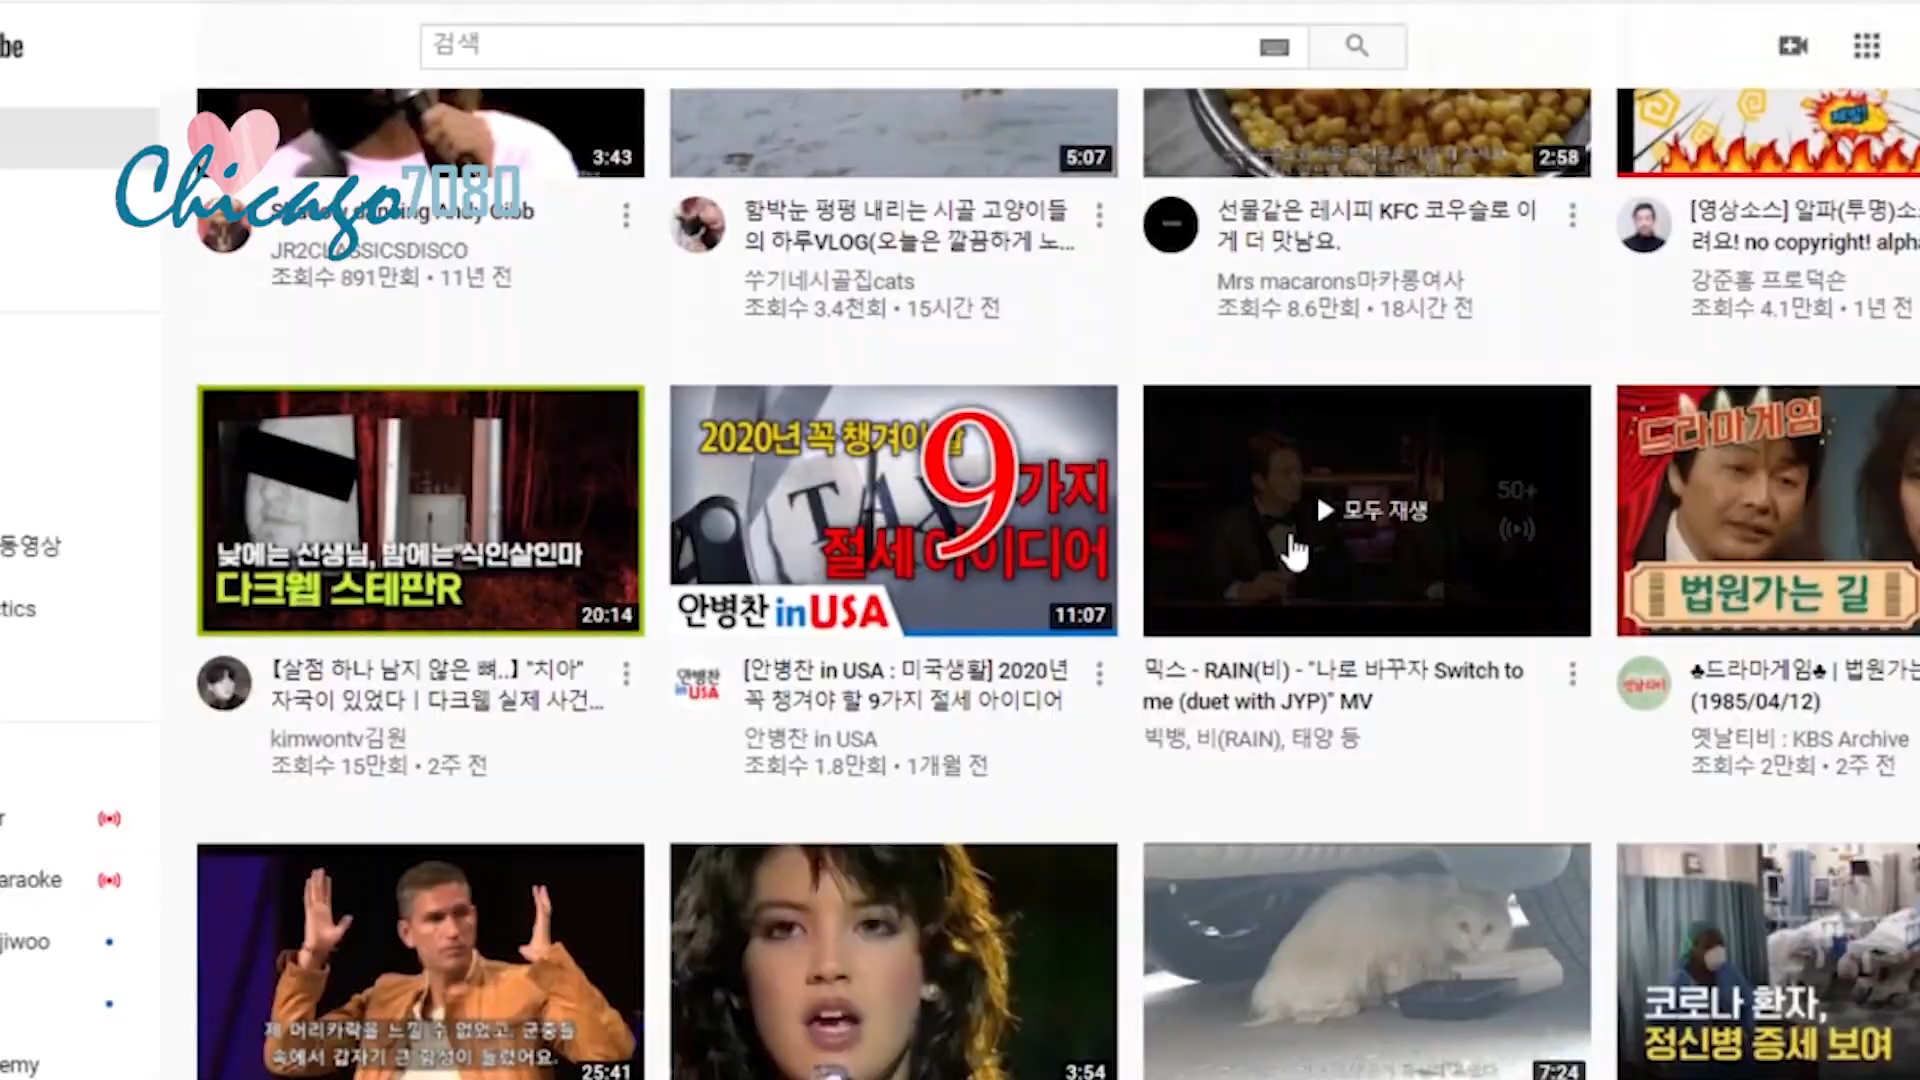 be
검색
Chicago 7080
3:43
5:07
2:58
Shadow dancing Andy Gibb
JR2CLASSICSDISCO
조회수 891만회 • 11년 전
함박눈 펑펑 내리는 시골 고양이들
의 하루VLOG(오늘은 깔끔하게 노...
쑤기네시골집cats
조회수 3.4천회 • 15시간 전
선물같은 레시피 KFC 코우슬로 이
게 더 맛남요.
Mrs macarons마카롱여사
조회수 8.6만회 • 18시간 전
[영상소스] 알파(투명)소
려요! no copyright! alpha
강준홍 프로덕숀
조회수 4.1만회 • 1년 전
낮에는 선생님, 밤에는 식인살인마
다크웹 스테판R
20:14
2020년 꼭 챙겨야 할
TAX
9가지
절세 아이디어
안병찬 in USA
11:07
모두 재생
50+
드라마게임
법원가는 길
동영상
tics
【살점 하나 남지 않은 뼈..】 "치아"
자국이 있었다 | 다크웹 실제 사건...
kimwontv김원
조회수 15만회 • 2주 전
안병찬
in USA
[안병찬 in USA : 미국생활] 2020년
꼭 챙겨야 할 9가지 절세 아이디어
안병찬 in USA
조회수 1.8만회 • 1개월 전
믹스 - RAIN(비) - "나로 바꾸자 Switch to
me (duet with JYP)" MV
빅뱅, 비(RAIN), 태양 등
옛날티비
♣드라마게임♣ | 법원가는
(1985/04/12)
옛날티비 : KBS Archive
조회수 2만회 • 2주 전
r
araoke
jiwoo
emy
제 머리카락을 느낄 수 없었고, 군중들
속에서 갑자기 큰 함성이 들렸어요.
25:41
3:54
7:24
코로나 환자,
정신병 증세 보여